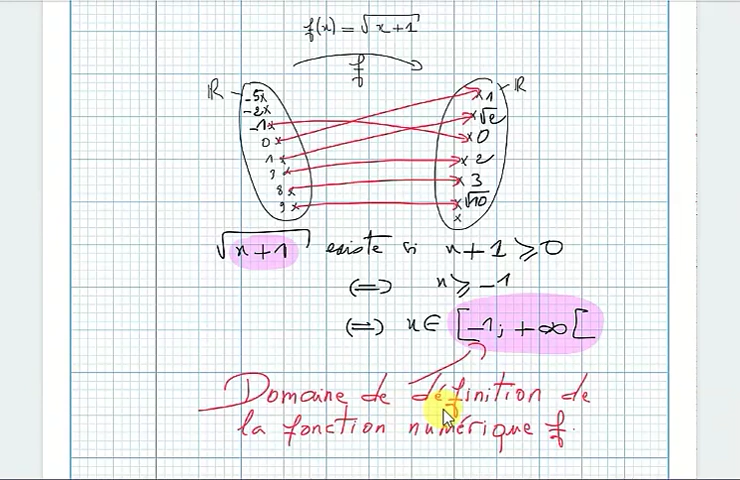 f(x) = √x+1
f
ℝ
ℝ
-5×
-2×
-1×
0×
1×
3×
8×
9×
×1
×√2
×0
×2
×3
×√10
×
√x+1 existe si x+1 ⩾ 0
⟺ x ⩾ -1
⟺ x ∈ [-1; +∞[
Domaine de définition de
la fonction numérique f.